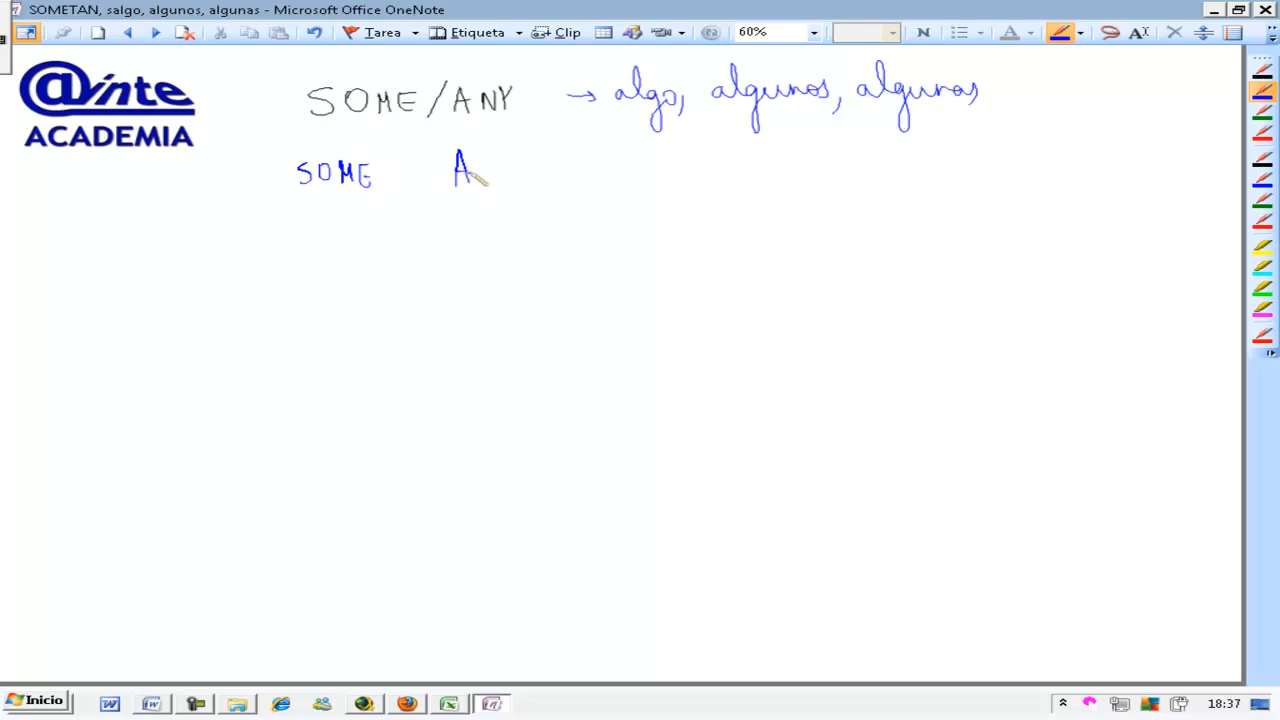 SOMETAN, salgo, algunos, algunas - Microsoft Office OneNote
Tarea Etiqueta Clip 60% N A A
@inte
ACADEMIA
SOME/ANY → algo, algunos, algunas
SOME A
Inicio 18:37